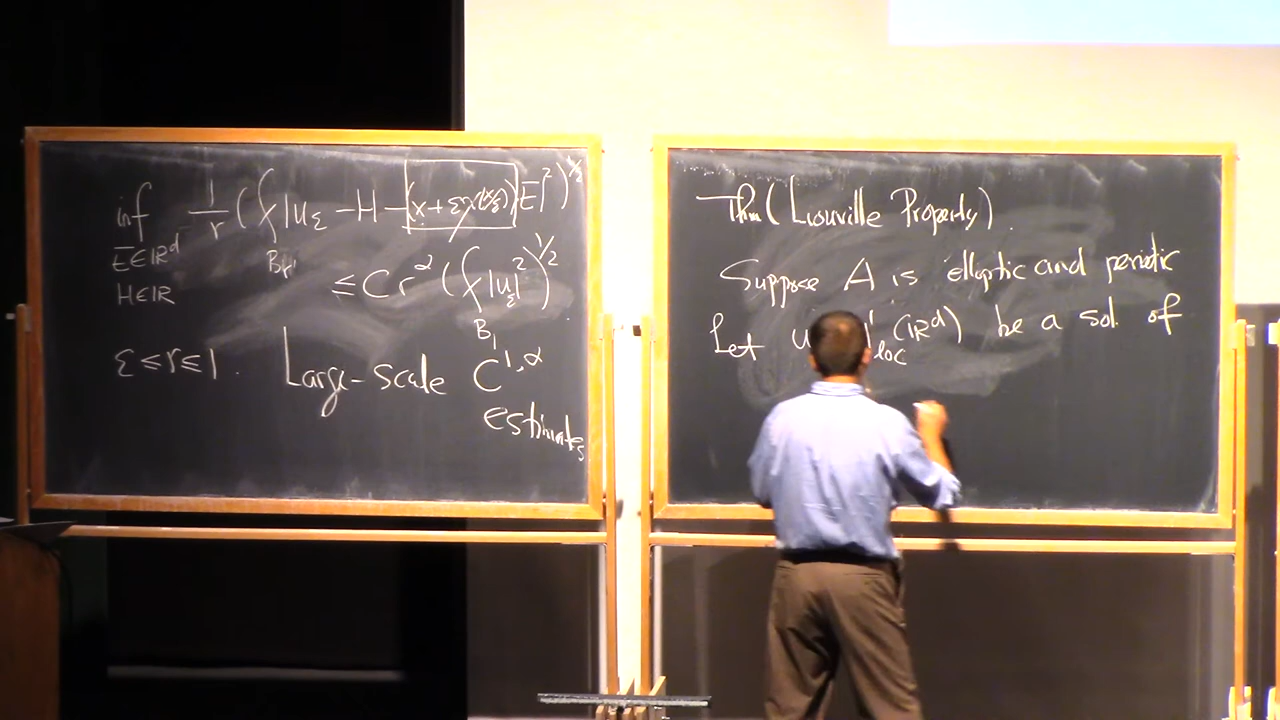 inf 1/r (⨍ |u_ε - H - (x + εχ(x/ε)) E|²)^{1/2}
E∈ℝ^d B_r
H∈ℝ ≤ C r^α (⨍ |u_ε|²)^{1/2}
B_1
ε ≤ r ≤ 1. Large-scale C^{1,α}
estimates
Thm (Liouville Property).
Suppose A is elliptic and periodic
Let u ¹_loc (ℝ^d) be a sol. of